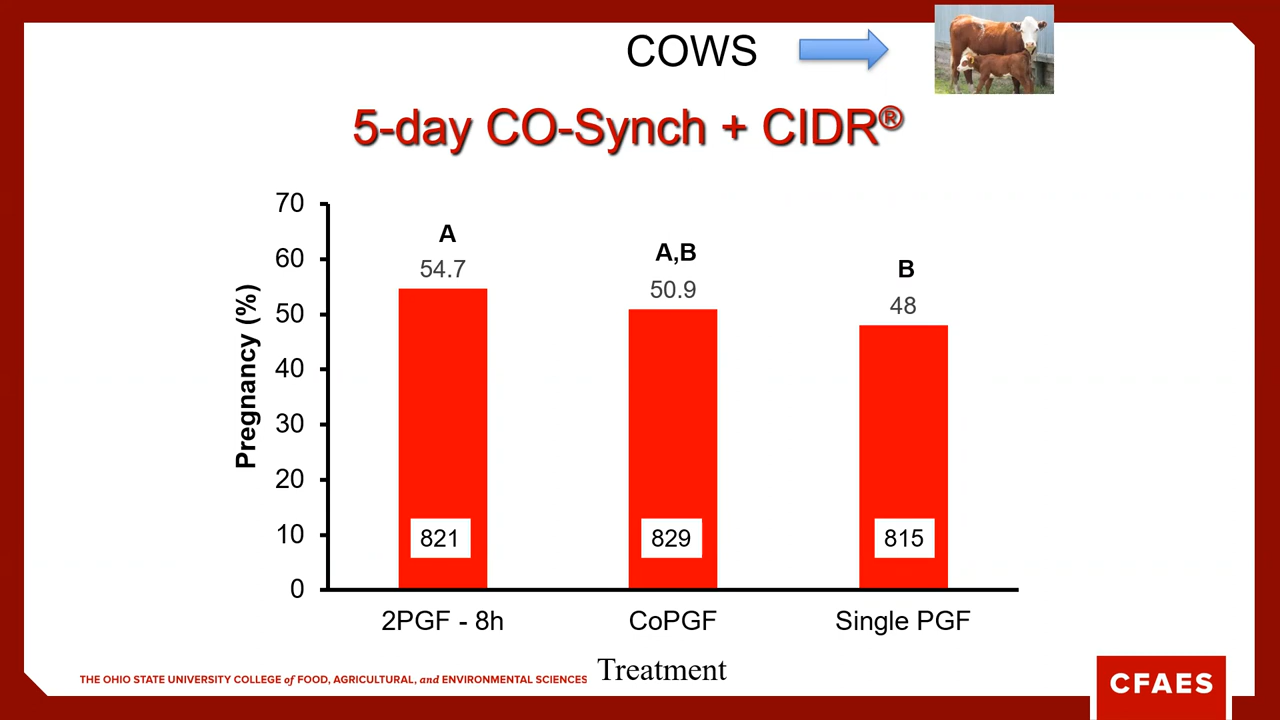 COWS
5-day CO-Synch + CIDR®
70
60
50
40
30
20
10
0
Pregnancy (%)
A
54.7
A,B
50.9
B
48
821
829
815
2PGF - 8h
CoPGF
Single PGF
Treatment
THE OHIO STATE UNIVERSITY COLLEGE of FOOD, AGRICULTURAL, and ENVIRONMENTAL SCIENCES
CFAES